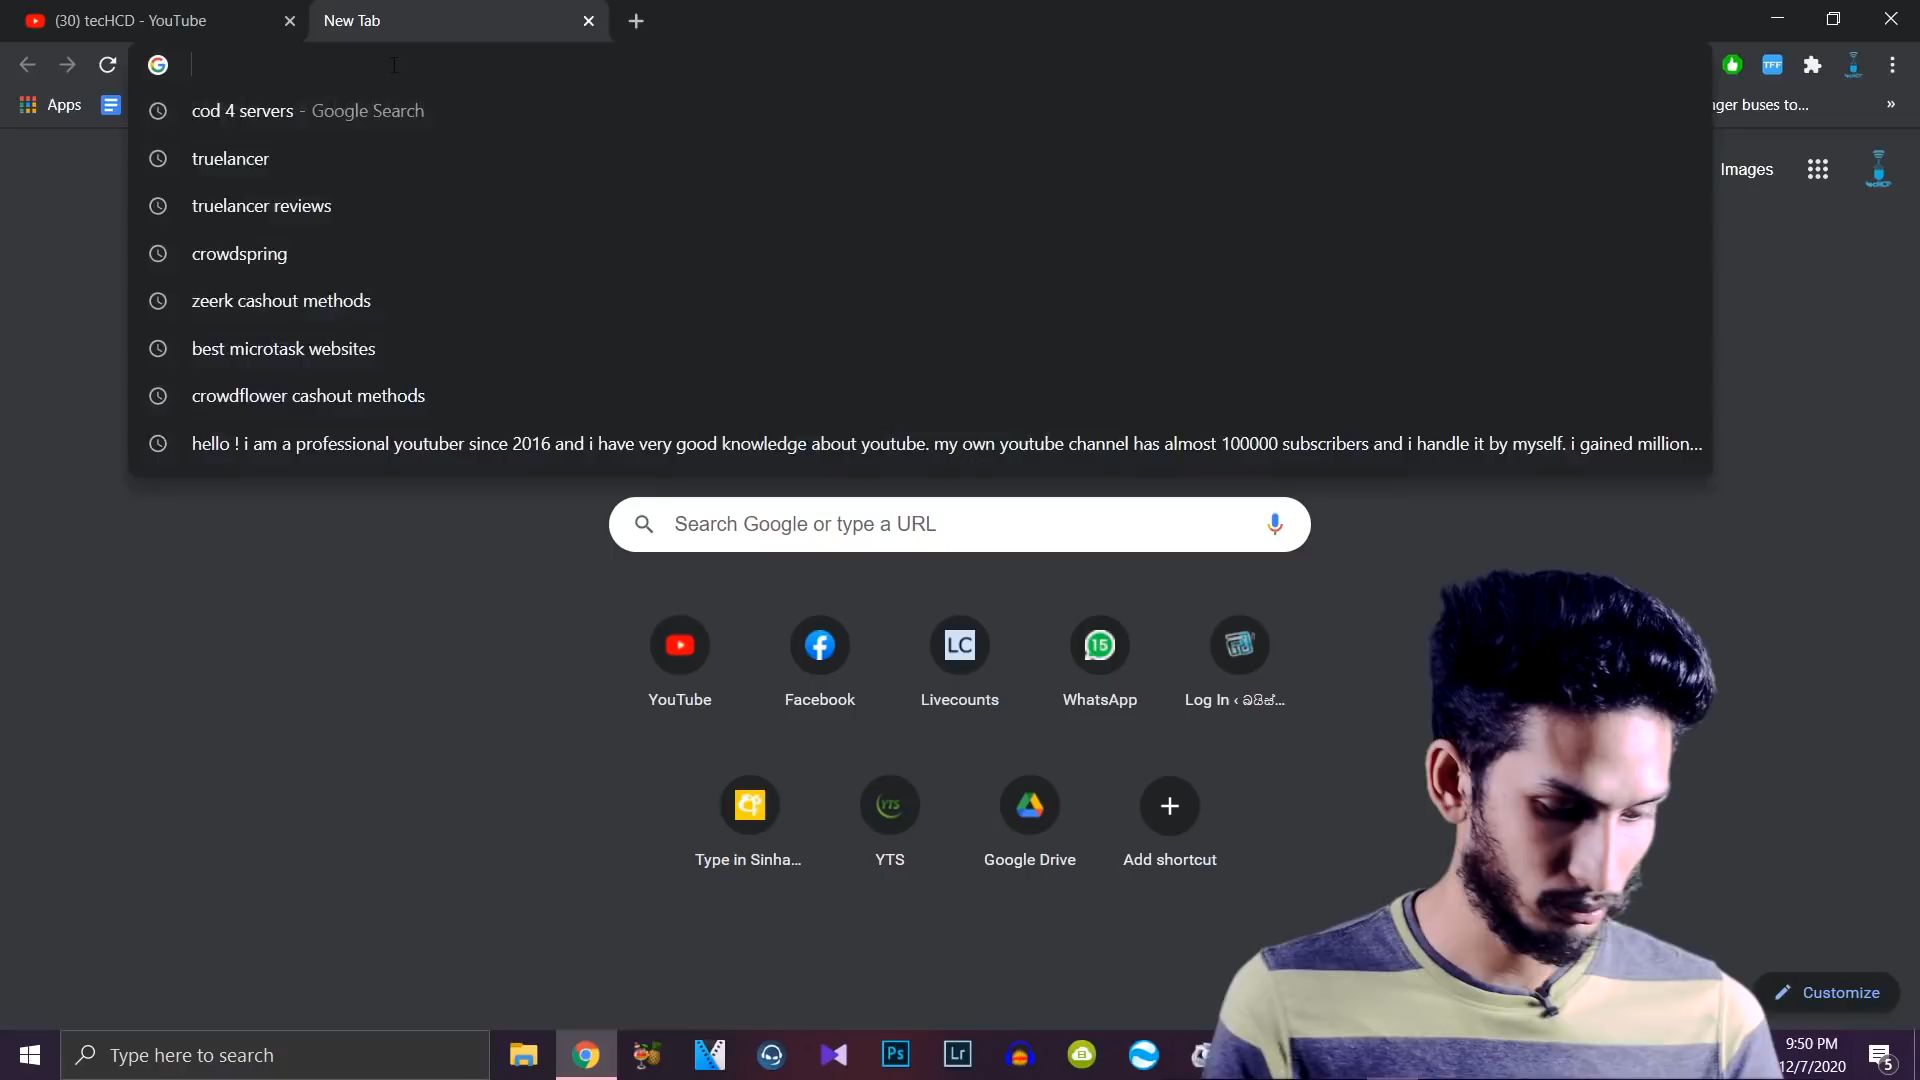 (30) tecHCD - YouTube
New Tab
Apps
nger buses to...
»
TFF
cod 4 servers - Google Search
truelancer
truelancer reviews
crowdspring
zeerk cashout methods
best microtask websites
crowdflower cashout methods
hello ! i am a professional youtuber since 2016 and i have very good knowledge about youtube. my own youtube channel has almost 100000 subscribers and i handle it by myself. i gained million...
Images
tecHCD
Search Google or type a URL
LC
15
YouTube
Facebook
Livecounts
WhatsApp
Log In ‹ බයිස්...
YTS
Type in Sinha...
YTS
Google Drive
Add shortcut
Customize
Type here to search
Ps
Lr
9:50 PM
12/7/2020
5